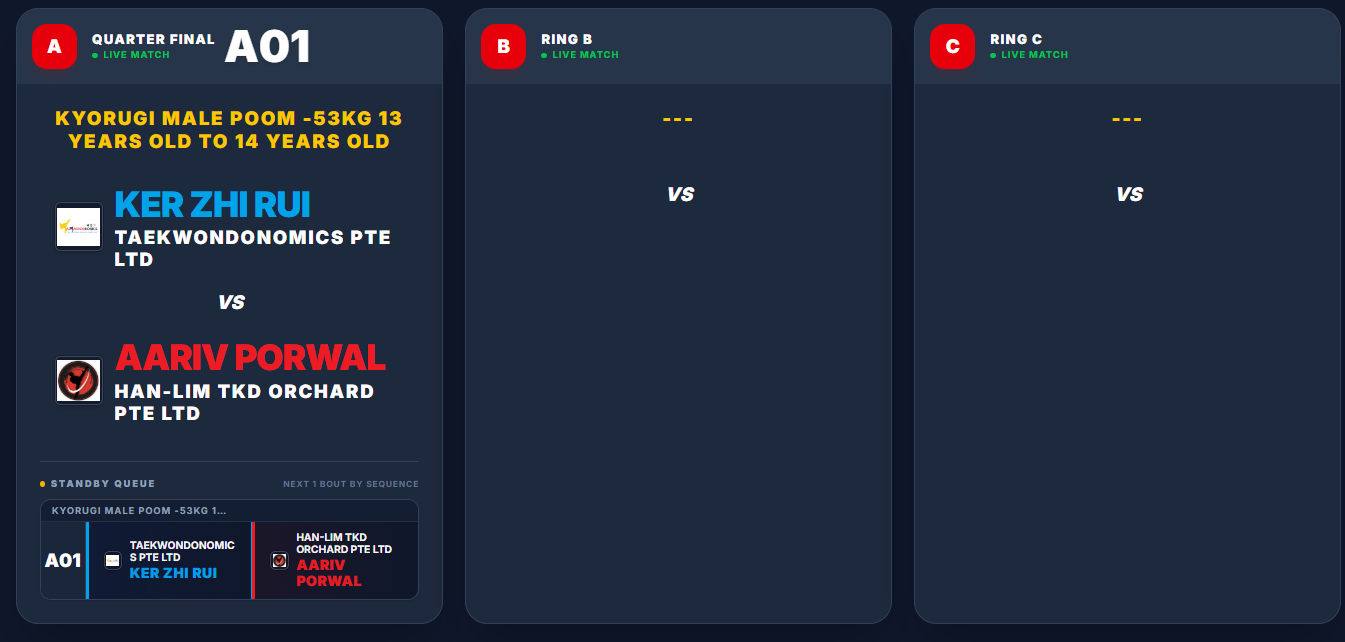 A
QUARTER FINAL
LIVE MATCH
A01
KYORUGI MALE POOM -53KG 13
YEARS OLD TO 14 YEARS OLD
KER ZHI RUI
TAEKWONDONOMICS PTE
LTD
VS
AARIV PORWAL
HAN-LIM TKD ORCHARD
PTE LTD
STANDBY QUEUE
NEXT 1 BOUT BY SEQUENCE
KYORUGI MALE POOM -53KG 1...
A01
TAEKWONDONOMIC
S PTE LTD
KER ZHI RUI
HAN-LIM TKD
ORCHARD PTE LTD
AARIV
PORWAL
B
RING B
LIVE MATCH
---
VS
C
RING C
LIVE MATCH
---
VS